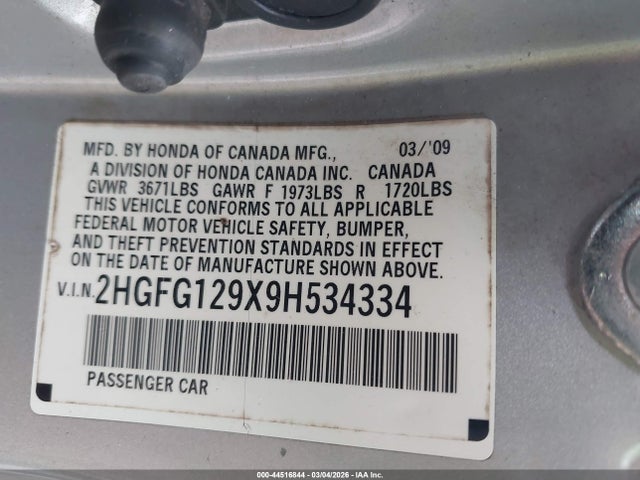 MFD. BY HONDA OF CANADA MFG., 03/'09
A DIVISION OF HONDA CANADA INC. CANADA
GVWR 3671LBS GAWR F 1973LBS R 1720LBS
THIS VEHICLE CONFORMS TO ALL APPLICABLE
FEDERAL MOTOR VEHICLE SAFETY, BUMPER,
AND THEFT PREVENTION STANDARDS IN EFFECT
ON THE DATE OF MANUFACTURE SHOWN ABOVE.
V.I.N. 2HGFG129X9H534334
PASSENGER CAR
000-44516844 | 03/04/2026 | IAA Inc.